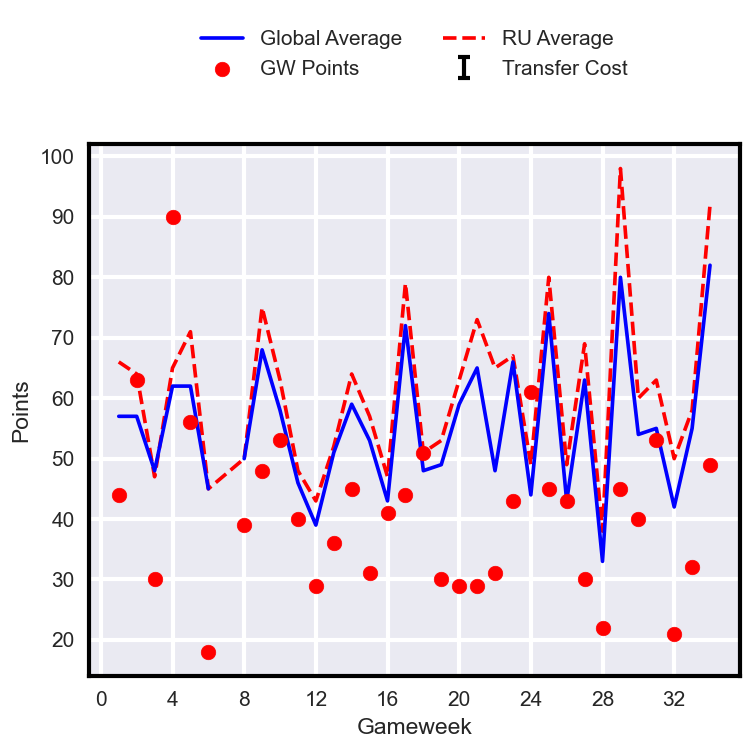 Global Average
RU Average
GW Points
Transfer Cost
100
90
80
70
60
50
40
30
20
Points
0 4 8 12 16 20 24 28 32
Gameweek